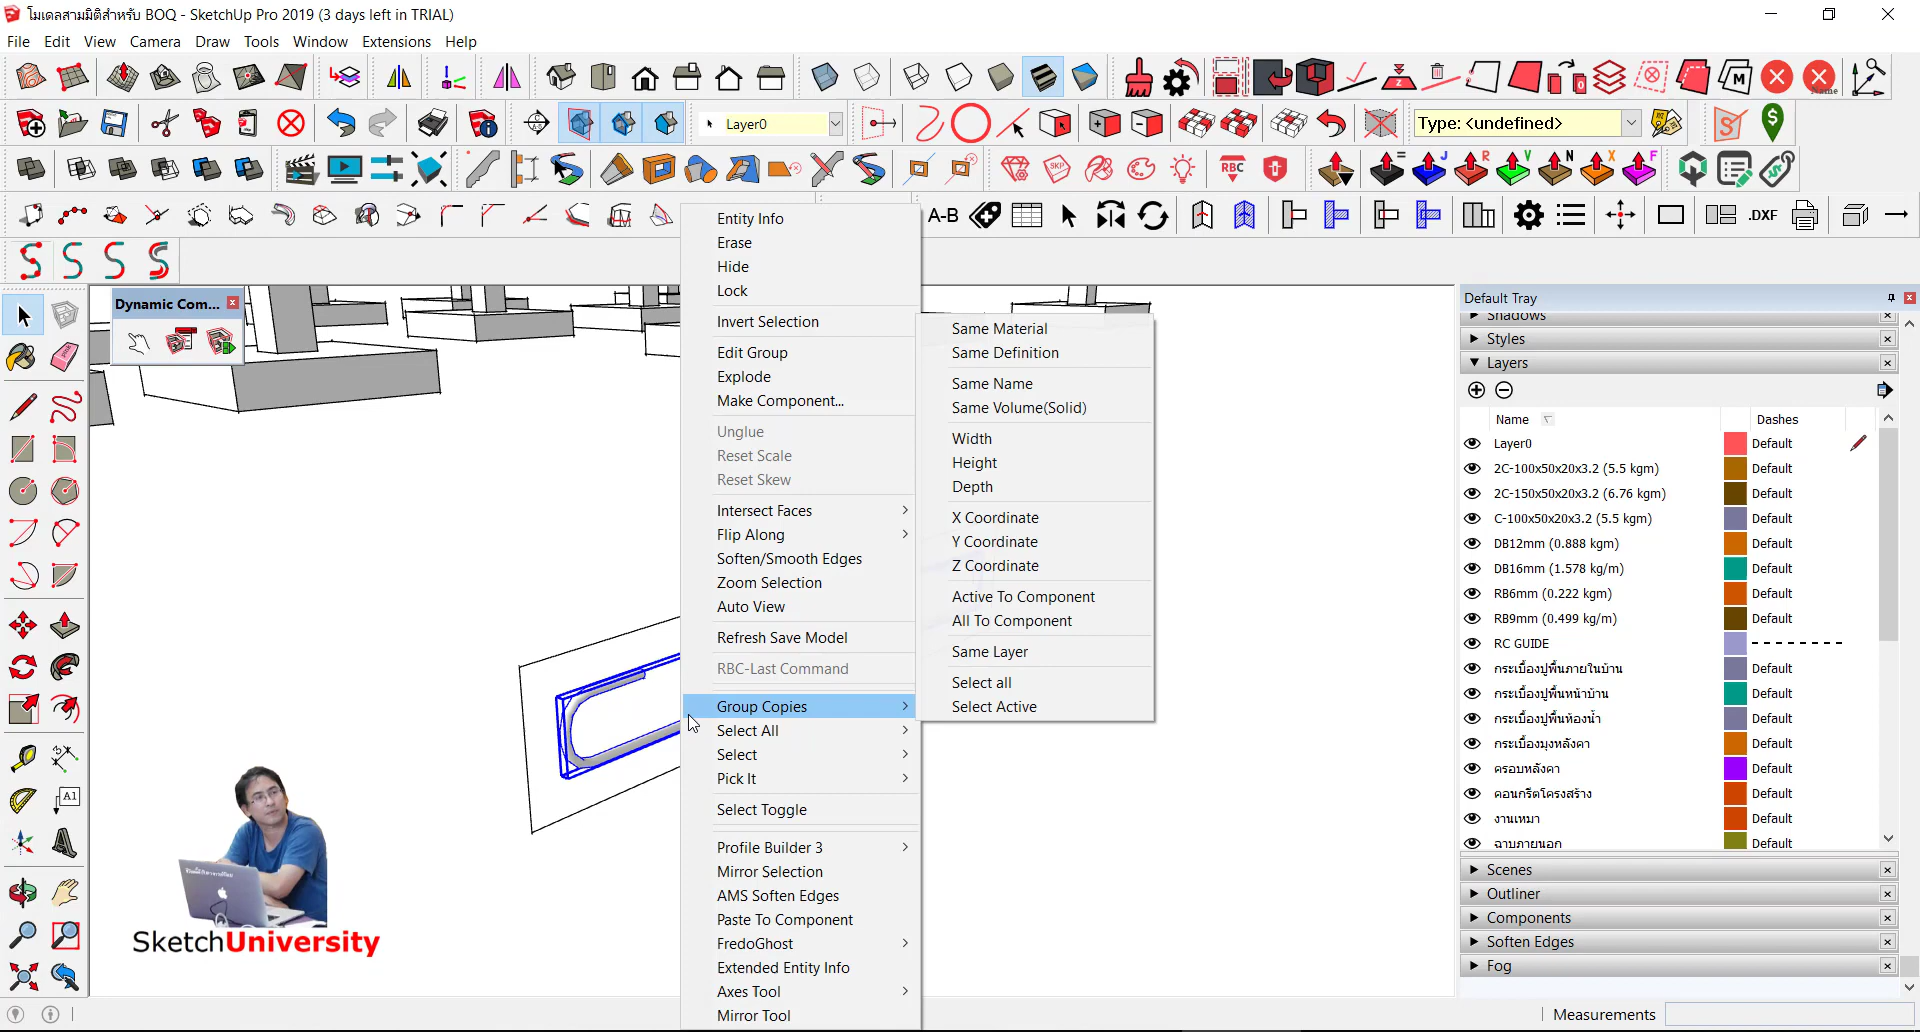 โมเดลสามมิติสำหรับ BOQ - SketchUp Pro 2019 (3 days left in TRIAL)
File Edit View Camera Draw Tools Window Extensions Help
Layer0
Type: <undefined>
A-B
.DXF
Dynamic Com...
Entity Info
Erase
Hide
Lock
Invert Selection
Edit Group
Explode
Make Component...
Unglue
Reset Scale
Reset Skew
Intersect Faces
Flip Along
Soften/Smooth Edges
Zoom Selection
Auto View
Refresh Save Model
RBC-Last Command
Group Copies
Select All
Select
Pick It
Select Toggle
Profile Builder 3
Mirror Selection
AMS Soften Edges
Paste To Component
FredoGhost
Extended Entity Info
Axes Tool
Mirror Tool
Same Material
Same Definition
Same Name
Same Volume(Solid)
Width
Height
Depth
X Coordinate
Y Coordinate
Z Coordinate
Active To Component
All To Component
Same Layer
Select all
Select Active
Default Tray
Shadows
Styles
Layers
Name Dashes
Layer0 Default
2C-100x50x20x3.2 (5.5 kgm) Default
2C-150x50x20x3.2 (6.76 kgm) Default
C-100x50x20x3.2 (5.5 kgm) Default
DB12mm (0.888 kgm) Default
DB16mm (1.578 kg/m) Default
RB6mm (0.222 kgm) Default
RB9mm (0.499 kg/m) Default
RC GUIDE
กระเบื้องปูพื้นภายในบ้าน Default
กระเบื้องปูพื้นหน้าบ้าน Default
กระเบื้องปูพื้นห้องน้ำ Default
กระเบื้องมุงหลังคา Default
ครอบหลังคา Default
คอนกรีตโครงสร้าง Default
งานเหมา Default
ฉาบภายนอก Default
Scenes
Outliner
Components
Soften Edges
Fog
SketchUniversity
Measurements